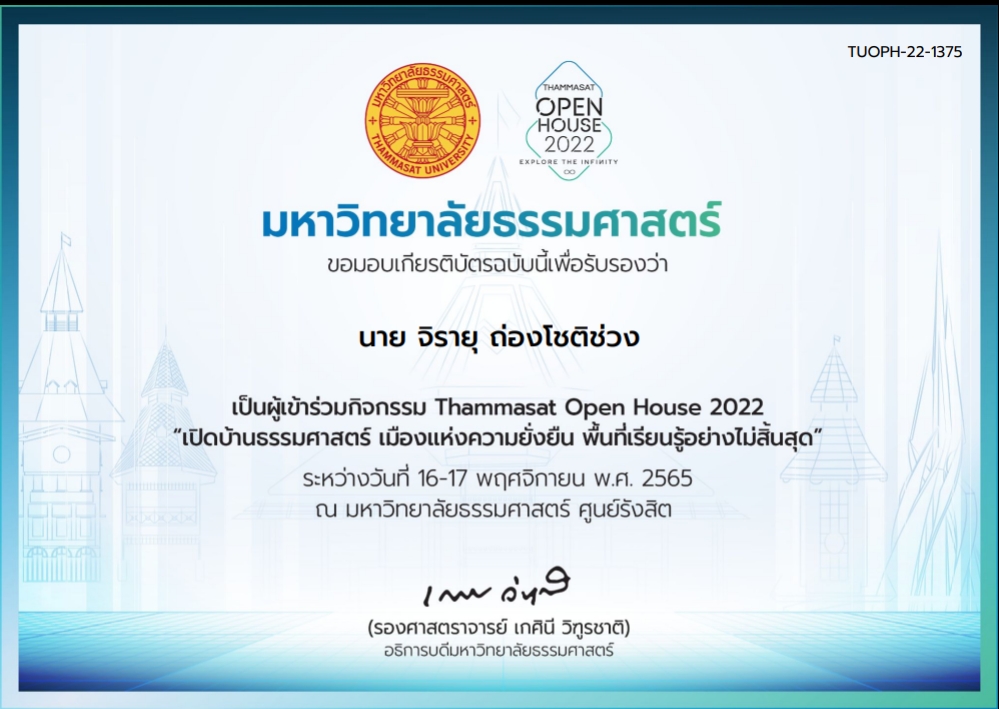 TUOPH-22-1375
มหาวิทยาลัยธรรมศาสตร์
THAMMASAT UNIVERSITY
THAMMASAT
OPEN
HOUSE
2022
EXPLORE THE INFINITY
มหาวิทยาลัยธรรมศาสตร์
ขอมอบเกียรติบัตรฉบับนี้เพื่อรับรองว่า
นาย จิรายุ ถ่องโชติช่วง
เป็นผู้เข้าร่วมกิจกรรม Thammasat Open House 2022
“เปิดบ้านธรรมศาสตร์ เมืองแห่งความยั่งยืน พื้นที่เรียนรู้อย่างไม่สิ้นสุด”
ระหว่างวันที่ 16-17 พฤศจิกายน พ.ศ. 2565
ณ มหาวิทยาลัยธรรมศาสตร์ ศูนย์รังสิต
(รองศาสตราจารย์ เกศินี วิฑูรชาติ)
อธิการบดีมหาวิทยาลัยธรรมศาสตร์